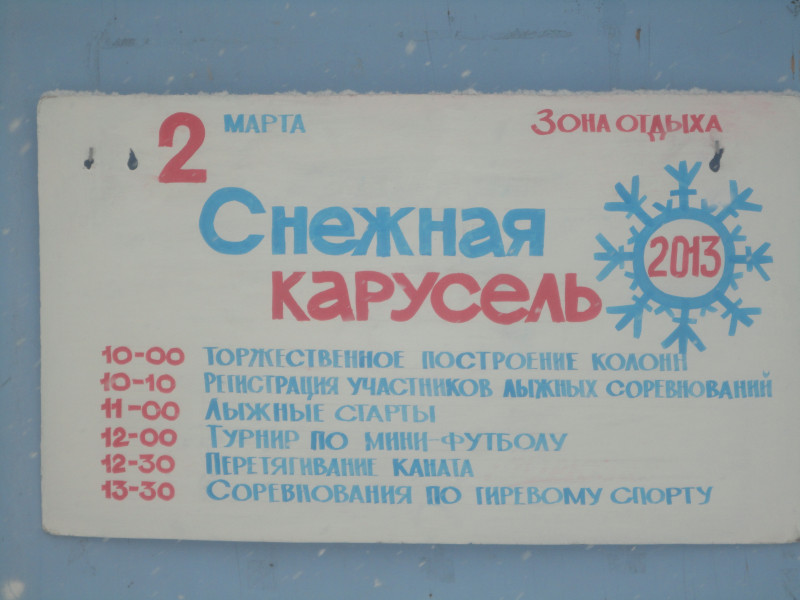 2 МАРТА ЗОНА ОТДЫХА
СНЕЖНАЯ
КАРУСЕЛЬ
2013
10-00 ТОРЖЕСТВЕННОЕ ПОСТРОЕНИЕ КОЛОНН
10-10 РЕГИСТРАЦИЯ УЧАСТНИКОВ ЛЫЖНЫХ СОРЕВНОВАНИЙ
11-00 ЛЫЖНЫЕ СТАРТЫ
12-00 ТУРНИР ПО МИНИ-ФУТБОЛУ
12-30 ПЕРЕТЯГИВАНИЕ КАНАТА
13-30 СОРЕВНОВАНИЯ ПО ГИРЕВОМУ СПОРТУ